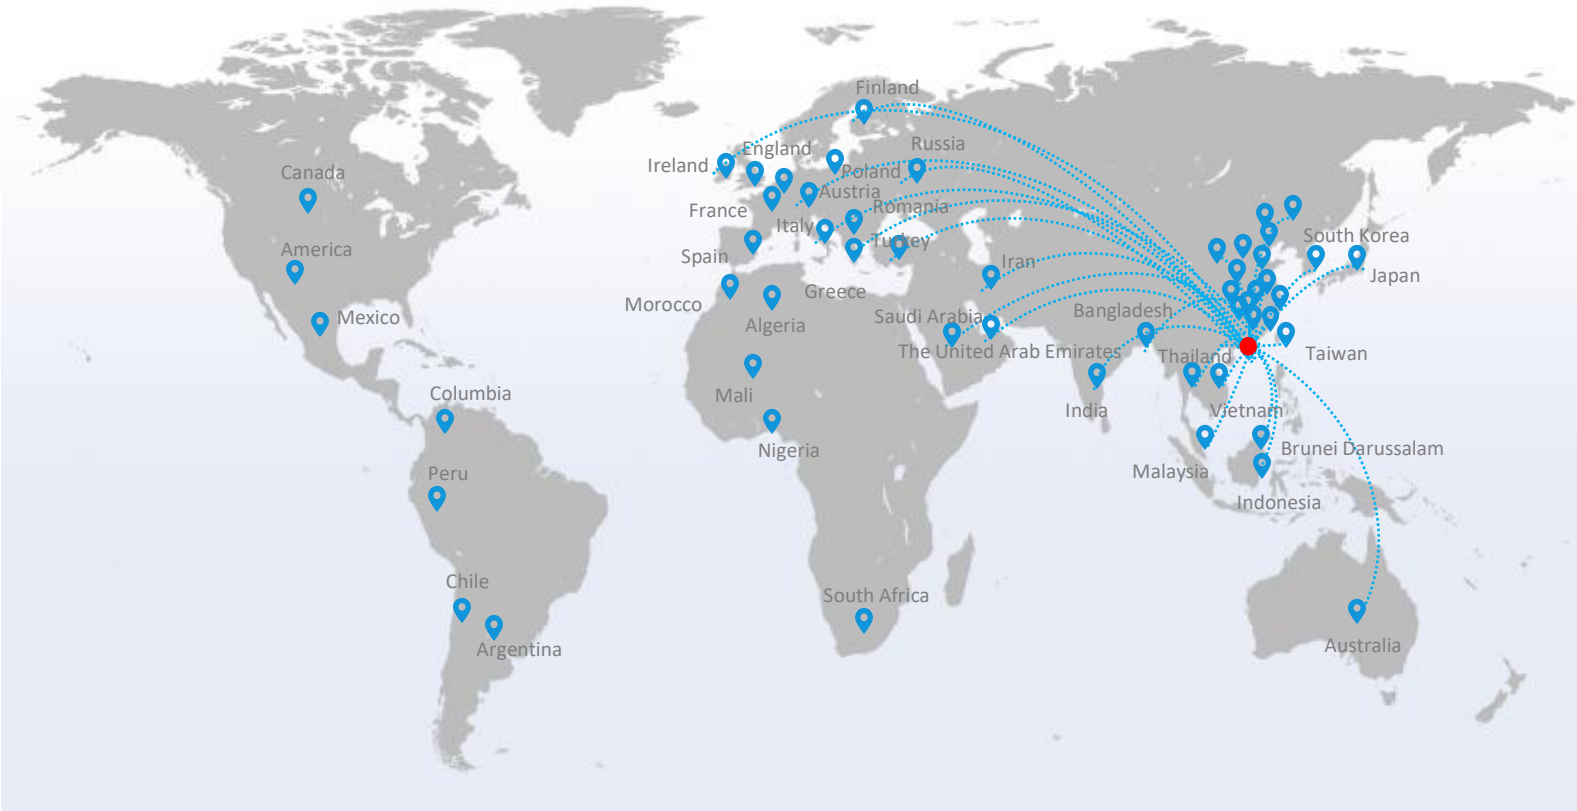 Finland
England
Russia
Ireland
Poland
Canada
Austria
France
Romania
Italy
South Korea
America
Turkey
Spain
Iran
Japan
Morocco
Greece
Mexico
Algeria
Saudi Arabia
Bangladesh
The United Arab Emirates
Thailand
Taiwan
Columbia
Mali
India
Vietnam
Nigeria
Brunei Darussalam
Peru
Malaysia
Indonesia
Chile
South Africa
Argentina
Australia